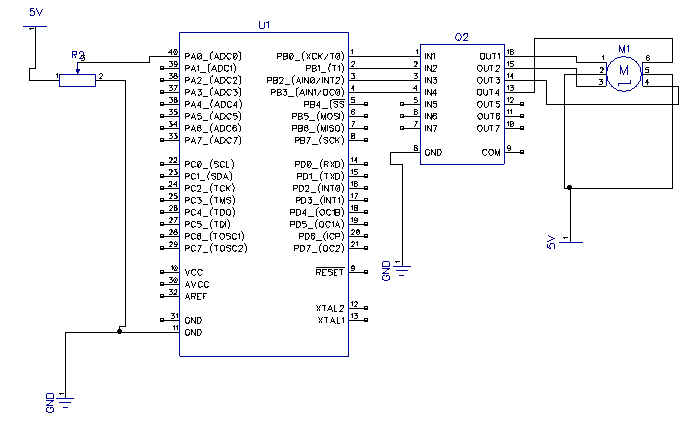 5V
R2
1
2
U1
40 PA0_(ADC0) PB0_(XCK/T0) 1
39 PA1_(ADC1) PB1_(T1) 2
38 PA2_(ADC2) PB2_(AIN0/INT2) 3
37 PA3_(ADC3) PB3_(AIN1/OC0) 4
36 PA4_(ADC4) PB4_(SS) 5
35 PA5_(ADC5) PB5_(MOSI) 6
34 PA6_(ADC6) PB6_(MISO) 7
33 PA7_(ADC7) PB7_(SCK) 8
22 PC0_(SCL) PD0_(RXD) 14
23 PC1_(SDA) PD1_(TXD) 15
24 PC2_(TCK) PD2_(INT0) 16
25 PC3_(TMS) PD3_(INT1) 17
26 PC4_(TDO) PD4_(OC1B) 18
27 PC5_(TDI) PD5_(OC1A) 19
28 PC6_(TOSC1) PD6_(ICP) 20
29 PC7_(TOSC2) PD7_(OC2) 21
10 VCC RESET 9
30 AVCC
32 AREF
XTAL2 12
31 GND XTAL1 13
11 GND
GND
1
Q2
1 IN1 OUT1 16
2 IN2 OUT2 15
3 IN3 OUT3 14
4 IN4 OUT4 13
5 IN5 OUT5 12
6 IN6 OUT6 11
7 IN7 OUT7 10
8 GND COM 9
GND
1
M1
M
1 6
2 5
3 4
5V
1